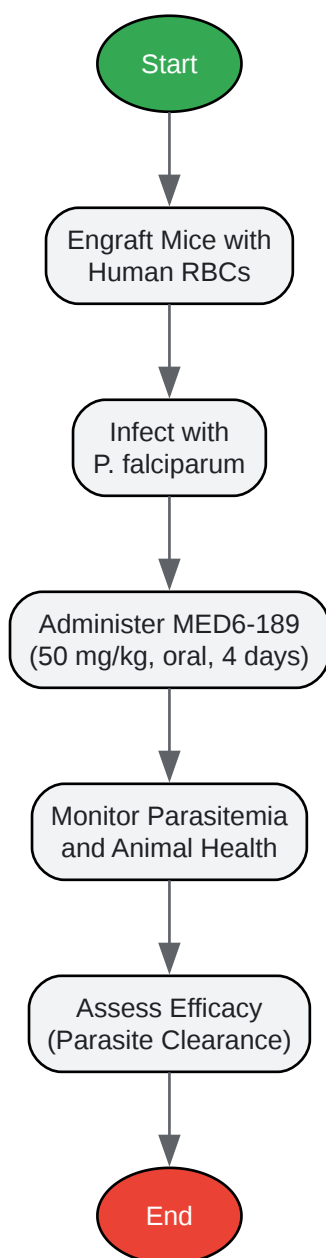 Start
Engraft Mice with
Human RBCs
Infect with
P. falciparum
Administer MED6-189
(50 mg/kg, oral, 4 days)
Monitor Parasitemia
and Animal Health
Assess Efficacy
(Parasite Clearance)
End